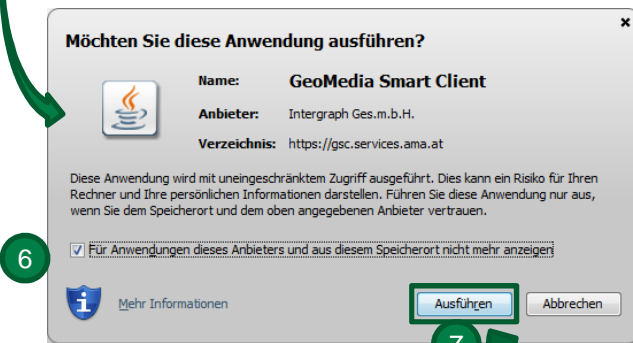 Möchten Sie diese Anwendung ausführen?
Name: GeoMedia Smart Client
Anbieter: Intergraph Ges.m.b.H.
Verzeichnis: https://gsc.services.ama.at
Diese Anwendung wird mit uneingeschränktem Zugriff ausgeführt. Dies kann ein Risiko für Ihren
Rechner und Ihre persönlichen Informationen darstellen. Führen Sie diese Anwendung nur aus,
wenn Sie dem Speicherort und dem oben angegebenen Anbieter vertrauen.
6
Für Anwendungen dieses Anbieters und aus diesem Speicherort nicht mehr anzeigen
Mehr Informationen
Ausführen
Abbrechen
7